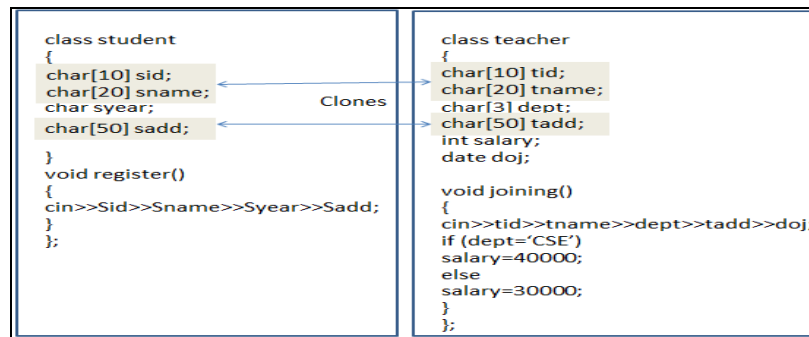 class student
{
char[10] sid;
char[20] sname;
char syear;
char[50] sadd;
}
void register()
{
cin>>Sid>>Sname>>Syear>>Sadd;
}
};
Clones
class teacher
{
char[10] tid;
char[20] tname;
char[3] dept;
char[50] tadd;
int salary;
date doj;
void joining()
{
cin>>tid>>tname>>dept>>tadd>>doj;
if (dept=‘CSE’)
salary=40000;
else
salary=30000;
}
};